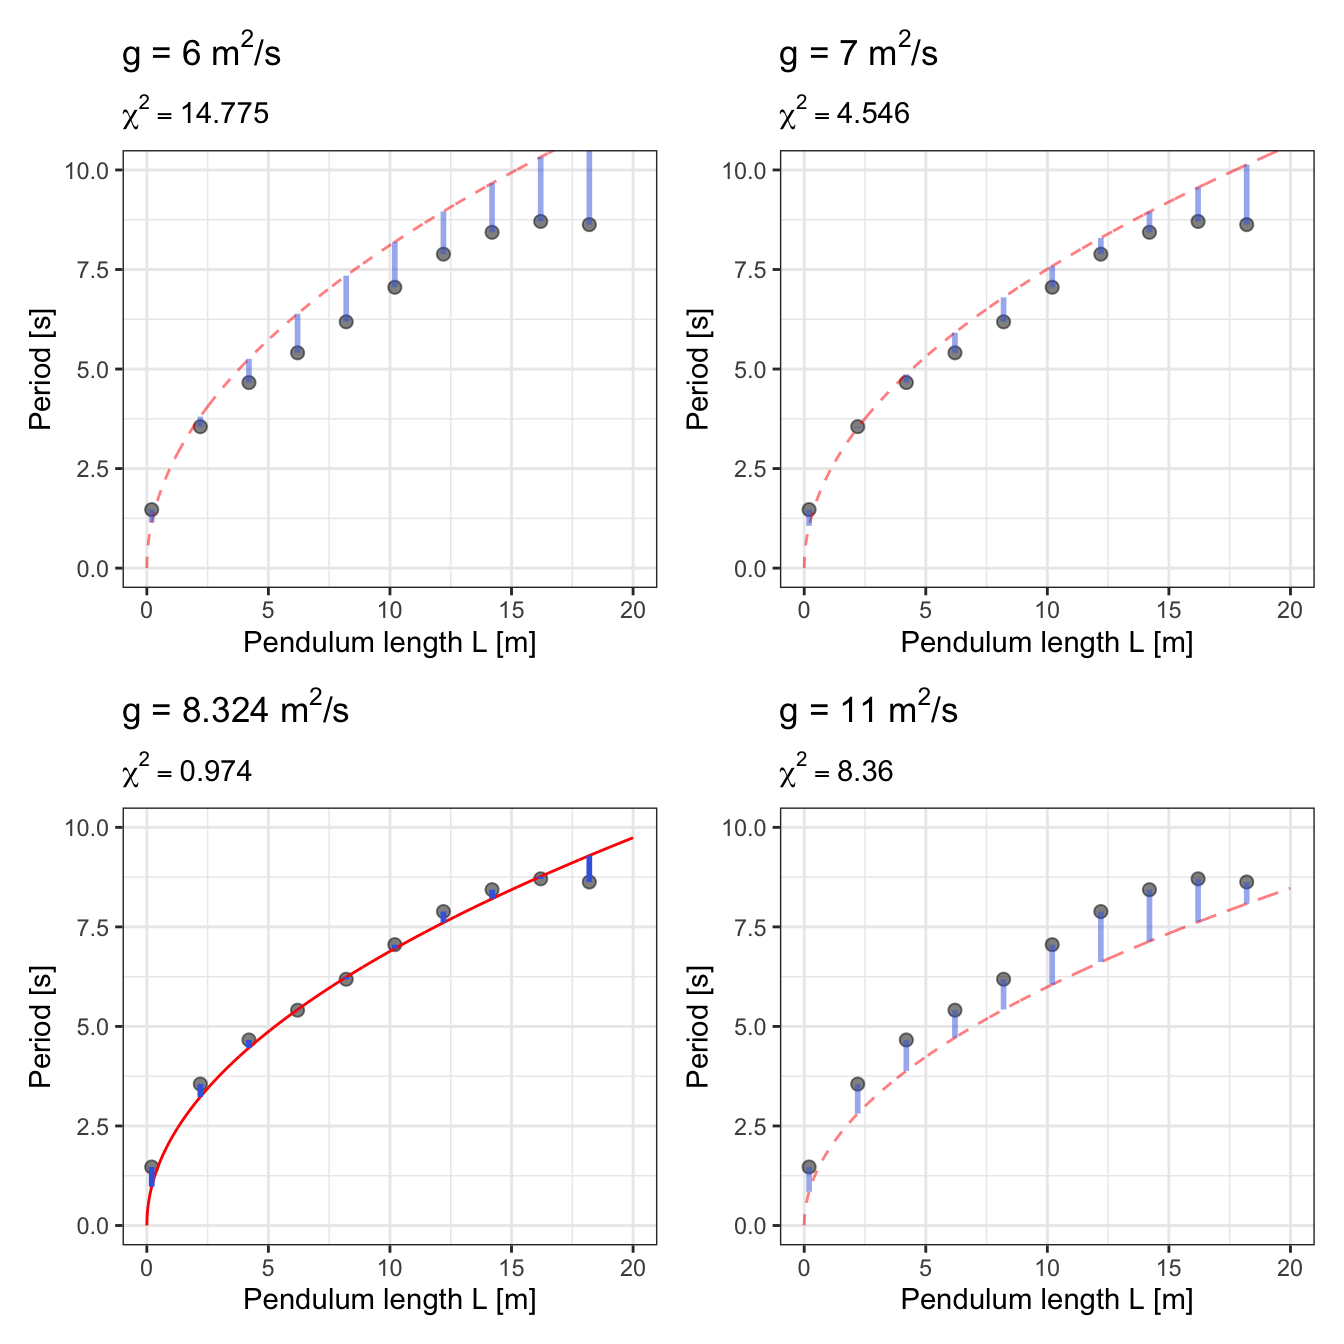 g = 6 m²/s
χ² = 14.775
10.0
7.5
5.0
2.5
0.0
Period [s]
0 5 10 15 20
Pendulum length L [m]
g = 7 m²/s
χ² = 4.546
10.0
7.5
5.0
2.5
0.0
Period [s]
0 5 10 15 20
Pendulum length L [m]
g = 8.324 m²/s
χ² = 0.974
10.0
7.5
5.0
2.5
0.0
Period [s]
0 5 10 15 20
Pendulum length L [m]
g = 11 m²/s
χ² = 8.36
10.0
7.5
5.0
2.5
0.0
Period [s]
0 5 10 15 20
Pendulum length L [m]